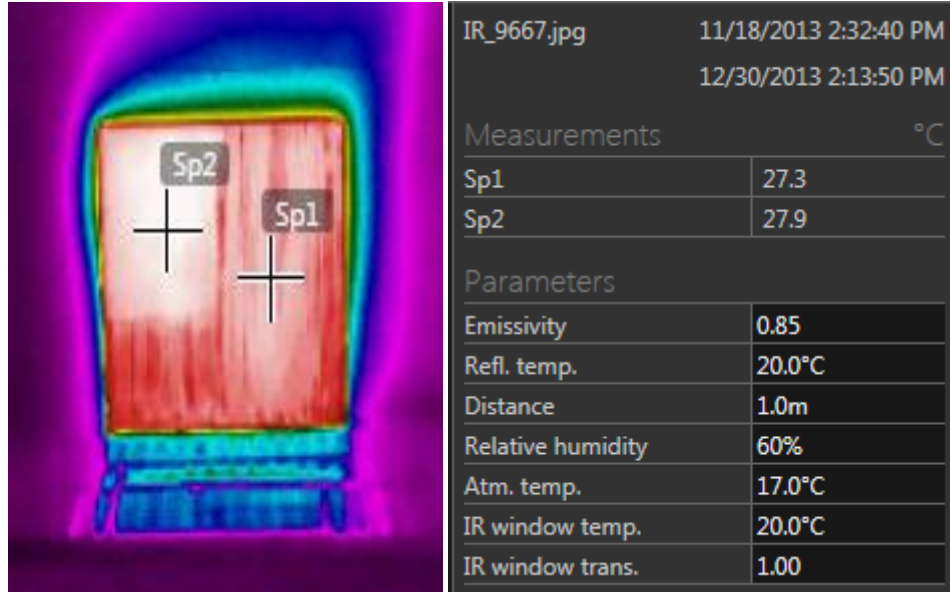 Sp2
Sp1
IR_9667.jpg 11/18/2013 2:32:40 PM
12/30/2013 2:13:50 PM
Measurements °C
Sp1 27.3
Sp2 27.9
Parameters
Emissivity 0.85
Refl. temp. 20.0°C
Distance 1.0m
Relative humidity 60%
Atm. temp. 17.0°C
IR window temp. 20.0°C
IR window trans. 1.00